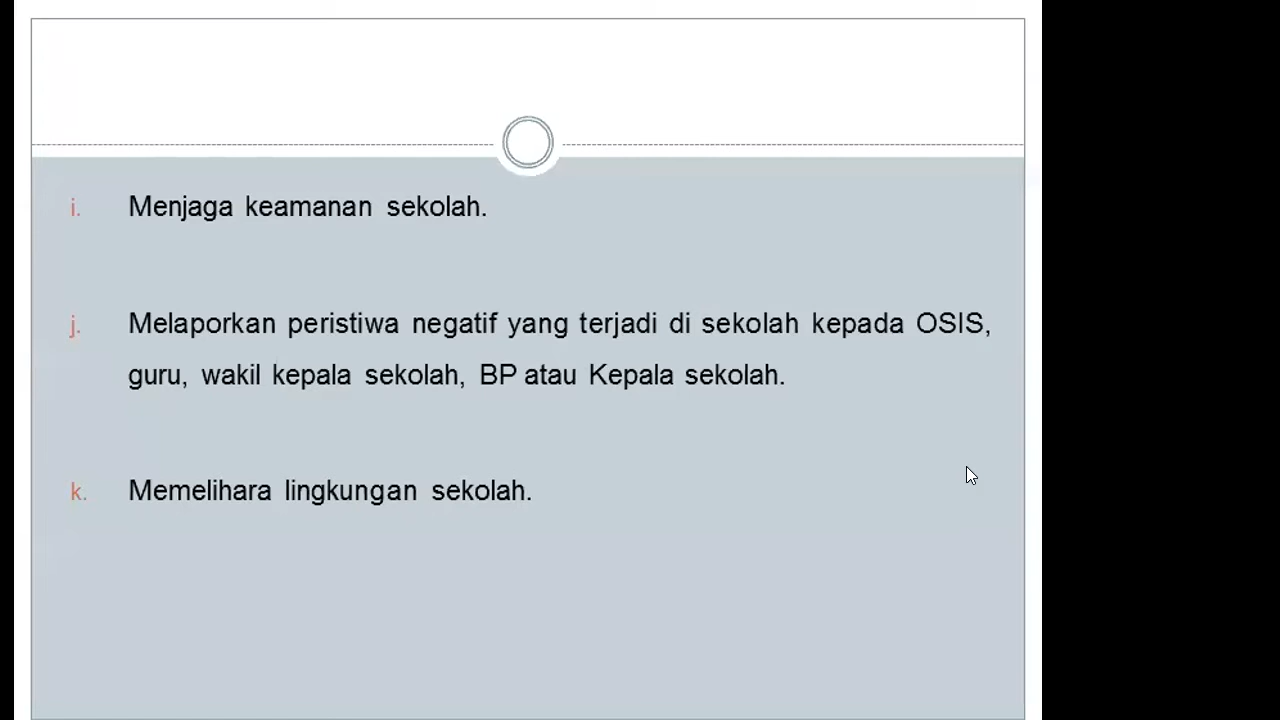 i. Menjaga keamanan sekolah.
j. Melaporkan peristiwa negatif yang terjadi di sekolah kepada OSIS,
guru, wakil kepala sekolah, BP atau Kepala sekolah.
k. Memelihara lingkungan sekolah.